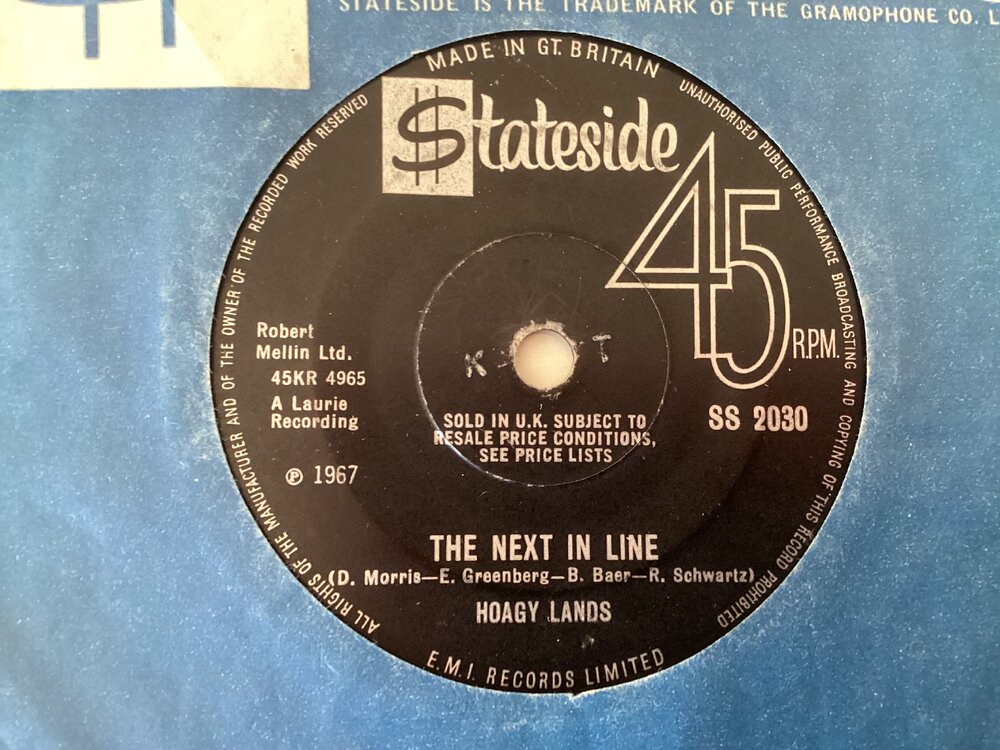 STATESIDE IS THE TRADEMARK OF THE GRAMOPHONE CO. L
MADE IN GT. BRITAIN
UNAUTHORISED PUBLIC PERFORMANCE BROADCASTING AND COPYING OF THIS RECORD PROHIBITED
ALL RIGHTS OF THE MANUFACTURER AND OF THE OWNER OF THE RECORDED WORK RESERVED
$tateside
45
R.P.M.
Robert
Mellin Ltd.
45KR 4965
A Laurie
Recording
℗ 1967
K T
SS 2030
SOLD IN U.K. SUBJECT TO
RESALE PRICE CONDITIONS,
SEE PRICE LISTS
THE NEXT IN LINE
(D. Morris—E. Greenberg—B. Baer—R. Schwartz)
HOAGY LANDS
E.M.I. RECORDS LIMITED